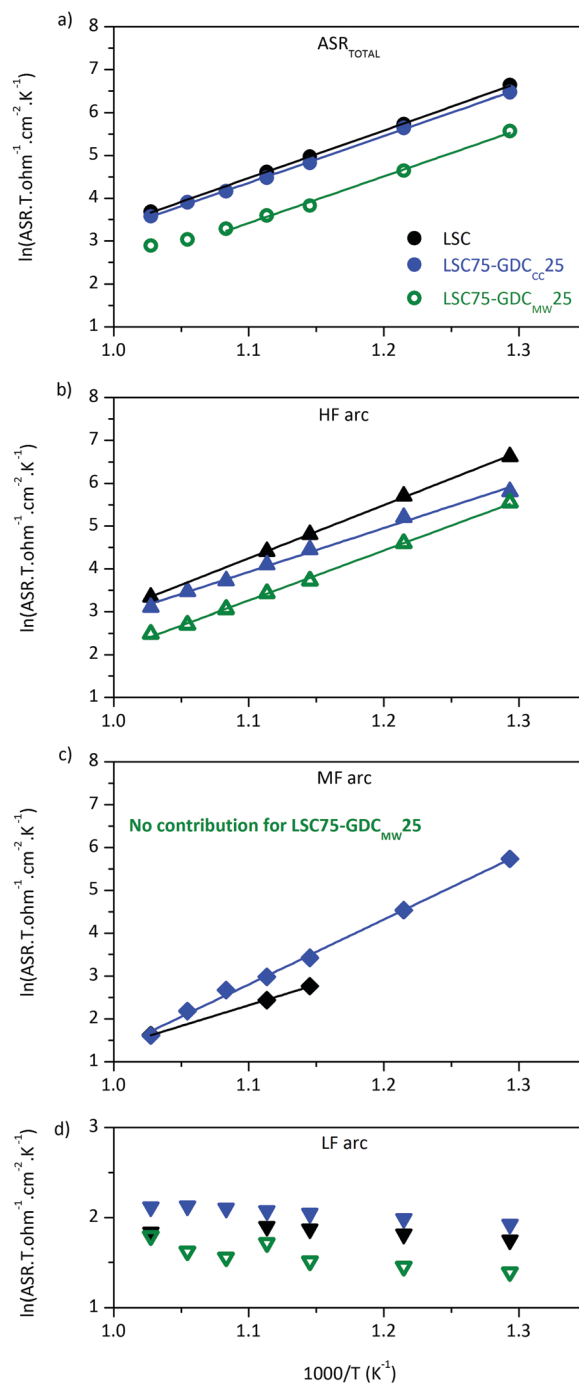 a)
ASR_TOTAL
8
7
6
5
4
3
2
1
ln(ASR.T.ohm⁻¹.cm⁻².K⁻¹)
LSC
LSC75-GDC_CC25
LSC75-GDC_MW25
1.0 1.1 1.2 1.3
b)
HF arc
8
7
6
5
4
3
2
1
ln(ASR.T.ohm⁻¹.cm⁻².K⁻¹)
1.0 1.1 1.2 1.3
c)
MF arc
8
7
6
5
4
3
2
1
ln(ASR.T.ohm⁻¹.cm⁻².K⁻¹)
No contribution for LSC75-GDC_MW25
1.0 1.1 1.2 1.3
d)
LF arc
3
2
1
ln(ASR.T.ohm⁻¹.cm⁻².K⁻¹)
1.0 1.1 1.2 1.3
1000/T (K⁻¹)